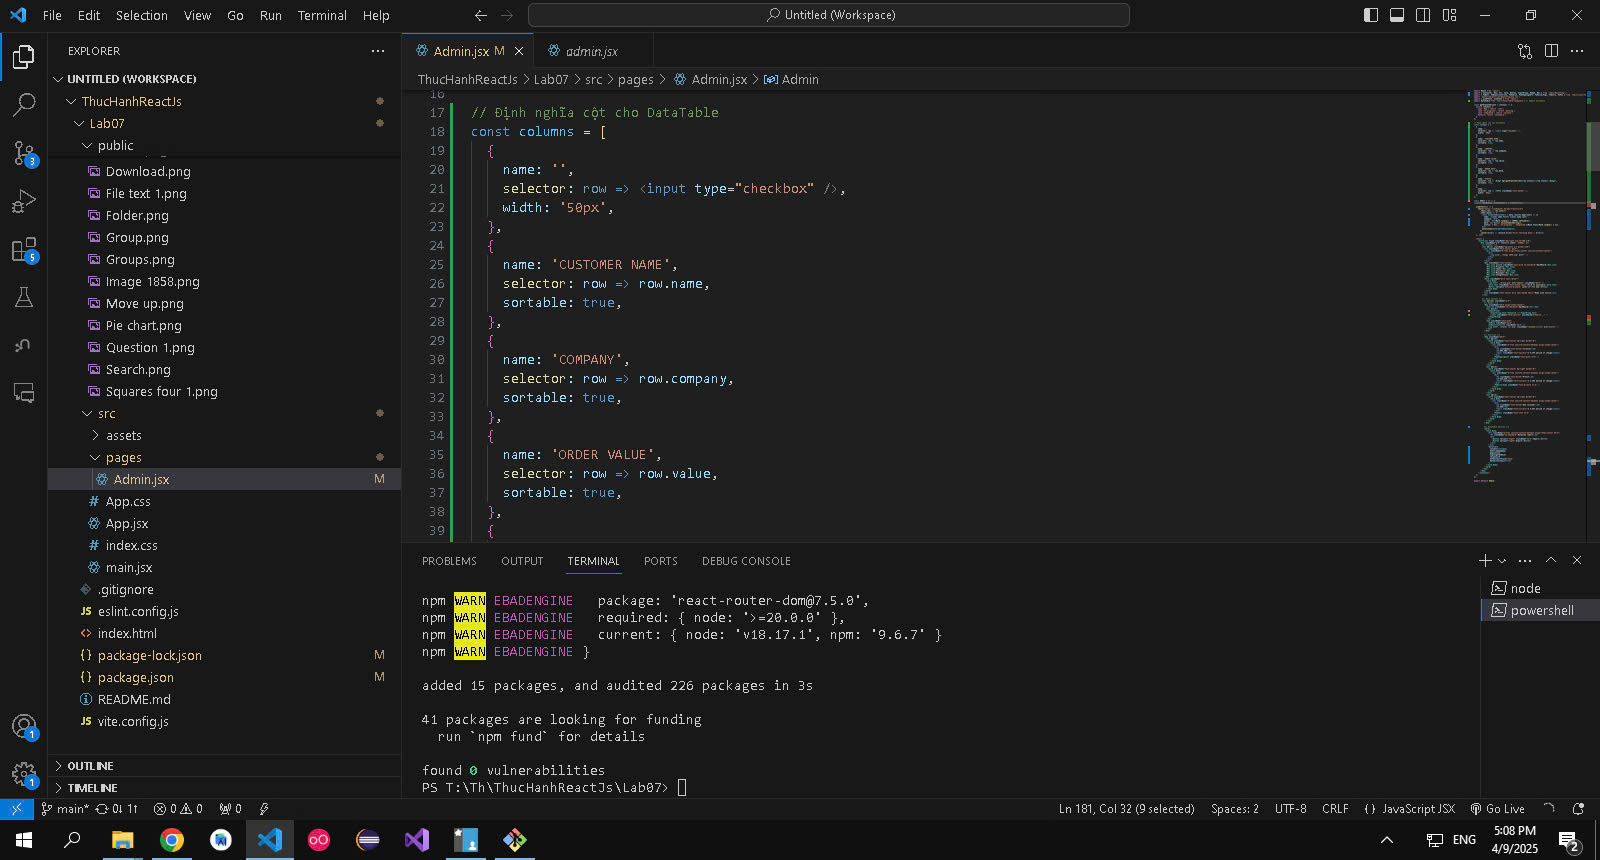 File Edit Selection View Go Run Terminal Help
Untitled (Workspace)
EXPLORER
UNTITLED (WORKSPACE)
ThucHanhReactJs
Lab07
public
Download.png
File text 1.png
Folder.png
Group.png
Groups.png
Image 1858.png
Move up.png
Pie chart.png
Question 1.png
Search.png
Squares four 1.png
src
assets
pages
Admin.jsx M
# App.css
App.jsx
# index.css
main.jsx
.gitignore
JS eslint.config.js
<> index.html
{} package-lock.json M
{} package.json M
README.md
JS vite.config.js
OUTLINE
TIMELINE
3
5
1
1
Admin.jsx M
admin.jsx
ThucHanhReactJs > Lab07 > src > pages > Admin.jsx > Admin
16
17 // Định nghĩa cột cho DataTable
18 const columns = [
19 {
20 name: '',
21 selector: row => <input type="checkbox" />,
22 width: '50px',
23 },
24 {
25 name: 'CUSTOMER NAME',
26 selector: row => row.name,
27 sortable: true,
28 },
29 {
30 name: 'COMPANY',
31 selector: row => row.company,
32 sortable: true,
33 },
34 {
35 name: 'ORDER VALUE',
36 selector: row => row.value,
37 sortable: true,
38 },
39 {
PROBLEMS OUTPUT TERMINAL PORTS DEBUG CONSOLE
npm WARN EBADENGINE package: 'react-router-dom@7.5.0',
npm WARN EBADENGINE required: { node: '>=20.0.0' },
npm WARN EBADENGINE current: { node: 'v18.17.1', npm: '9.6.7' }
npm WARN EBADENGINE }
added 15 packages, and audited 226 packages in 3s
41 packages are looking for funding
run `npm fund` for details
found 0 vulnerabilities
PS T:\Th\ThucHanhReactJs\Lab07>
node
powershell
main* 0↓ 1↑ 0 0 0
Ln 181, Col 32 (9 selected) Spaces: 2 UTF-8 CRLF {} JavaScript JSX Go Live
ENG
5:08 PM
4/9/2025
2